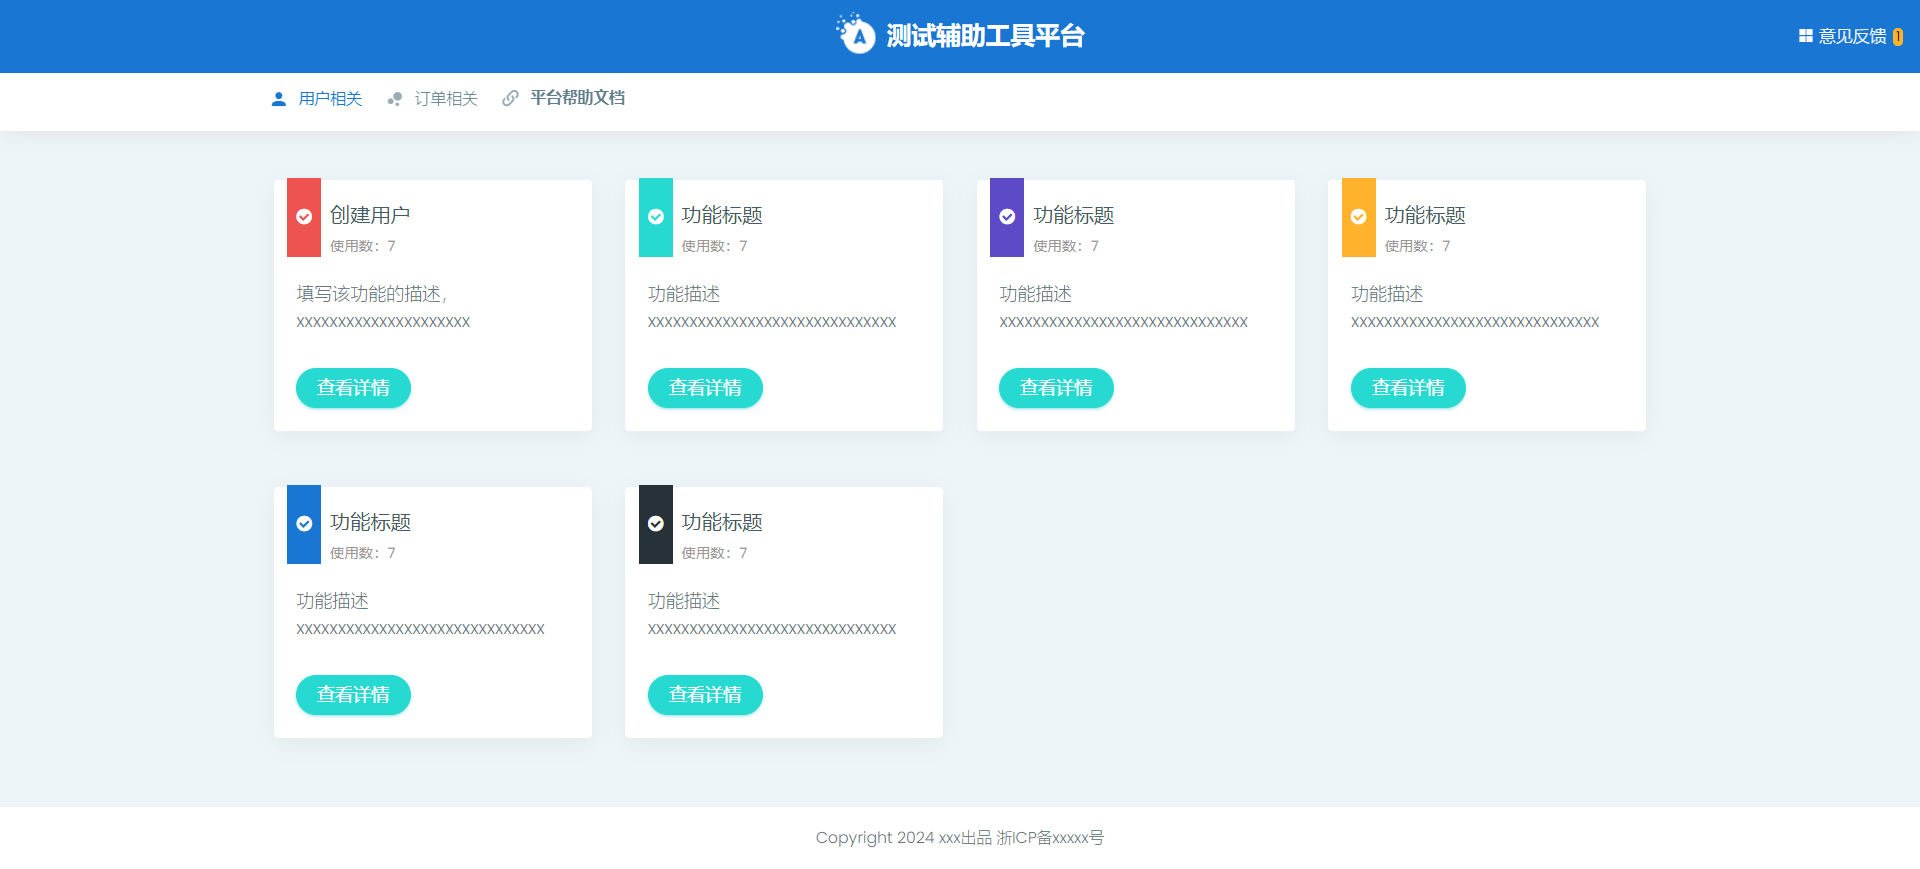 测试辅助工具平台
意见反馈 1
用户相关 订单相关 平台帮助文档
创建用户
使用数：7
填写该功能的描述，
XXXXXXXXXXXXXXXXXXXXX
查看详情
功能标题
使用数：7
功能描述
XXXXXXXXXXXXXXXXXXXXXXXXXXXXXX
查看详情
功能标题
使用数：7
功能描述
XXXXXXXXXXXXXXXXXXXXXXXXXXXXXX
查看详情
功能标题
使用数：7
功能描述
XXXXXXXXXXXXXXXXXXXXXXXXXXXXXX
查看详情
功能标题
使用数：7
功能描述
XXXXXXXXXXXXXXXXXXXXXXXXXXXXXX
查看详情
功能标题
使用数：7
功能描述
XXXXXXXXXXXXXXXXXXXXXXXXXXXXXX
查看详情
Copyright 2024 xxx出品 浙ICP备xxxxx号